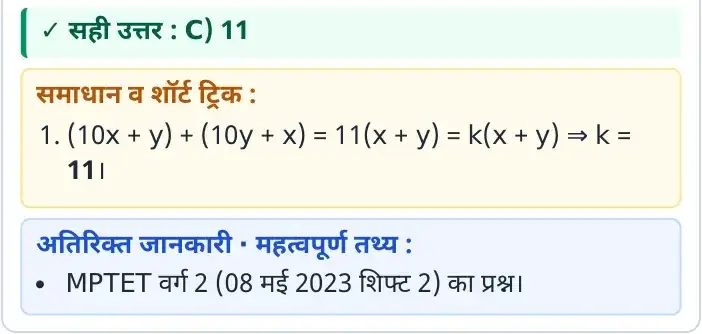 ✓ सही उत्तर : C) 11
समाधान व शॉर्ट ट्रिक :
1. (10x + y) + (10y + x) = 11(x + y) = k(x + y) ⇒ k =
11।
अतिरिक्त जानकारी · महत्वपूर्ण तथ्य :
• MPTET वर्ग 2 (08 मई 2023 शिफ्ट 2) का प्रश्न।